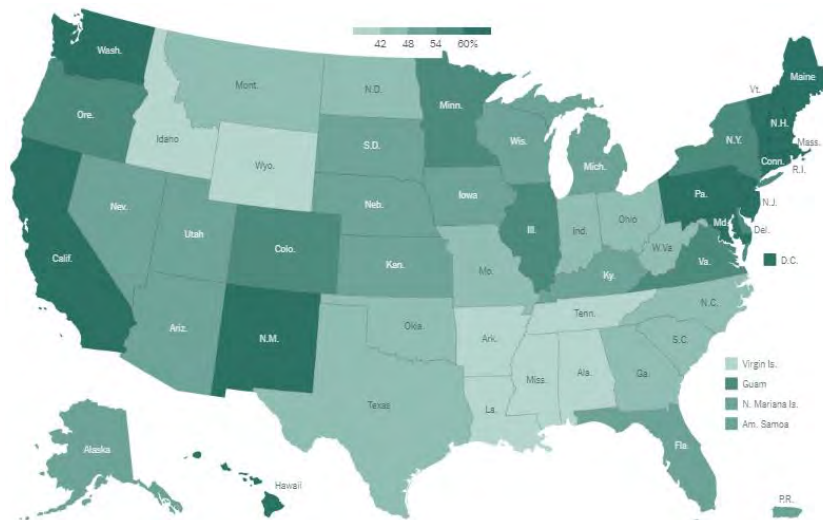 42 48 54 60%
Wash.
Mont.
N.D.
Minn.
Maine
Vt.
Ore.
Idaho
S.D.
Wis.
Mich.
N.Y.
N.H.
Mass.
Wyo.
Conn.
R.I.
Nev.
Neb.
Iowa
Pa.
N.J.
Utah
Colo.
Ill.
Ind.
Ohio
Md.
Del.
W.Va.
Calif.
Kan.
Mo.
Ky.
Va.
D.C.
Ariz.
N.M.
Okla.
Ark.
Tenn.
N.C.
S.C.
Texas
La.
Miss.
Ala.
Ga.
Virgin Is.
Guam
N. Mariana Is.
Am. Samoa
Alaska
Hawaii
Fla.
P.R.